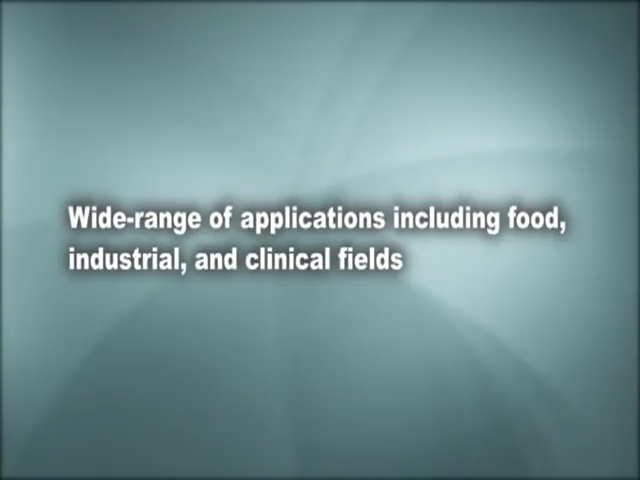 Wide-range of applications including food,
industrial, and clinical fields